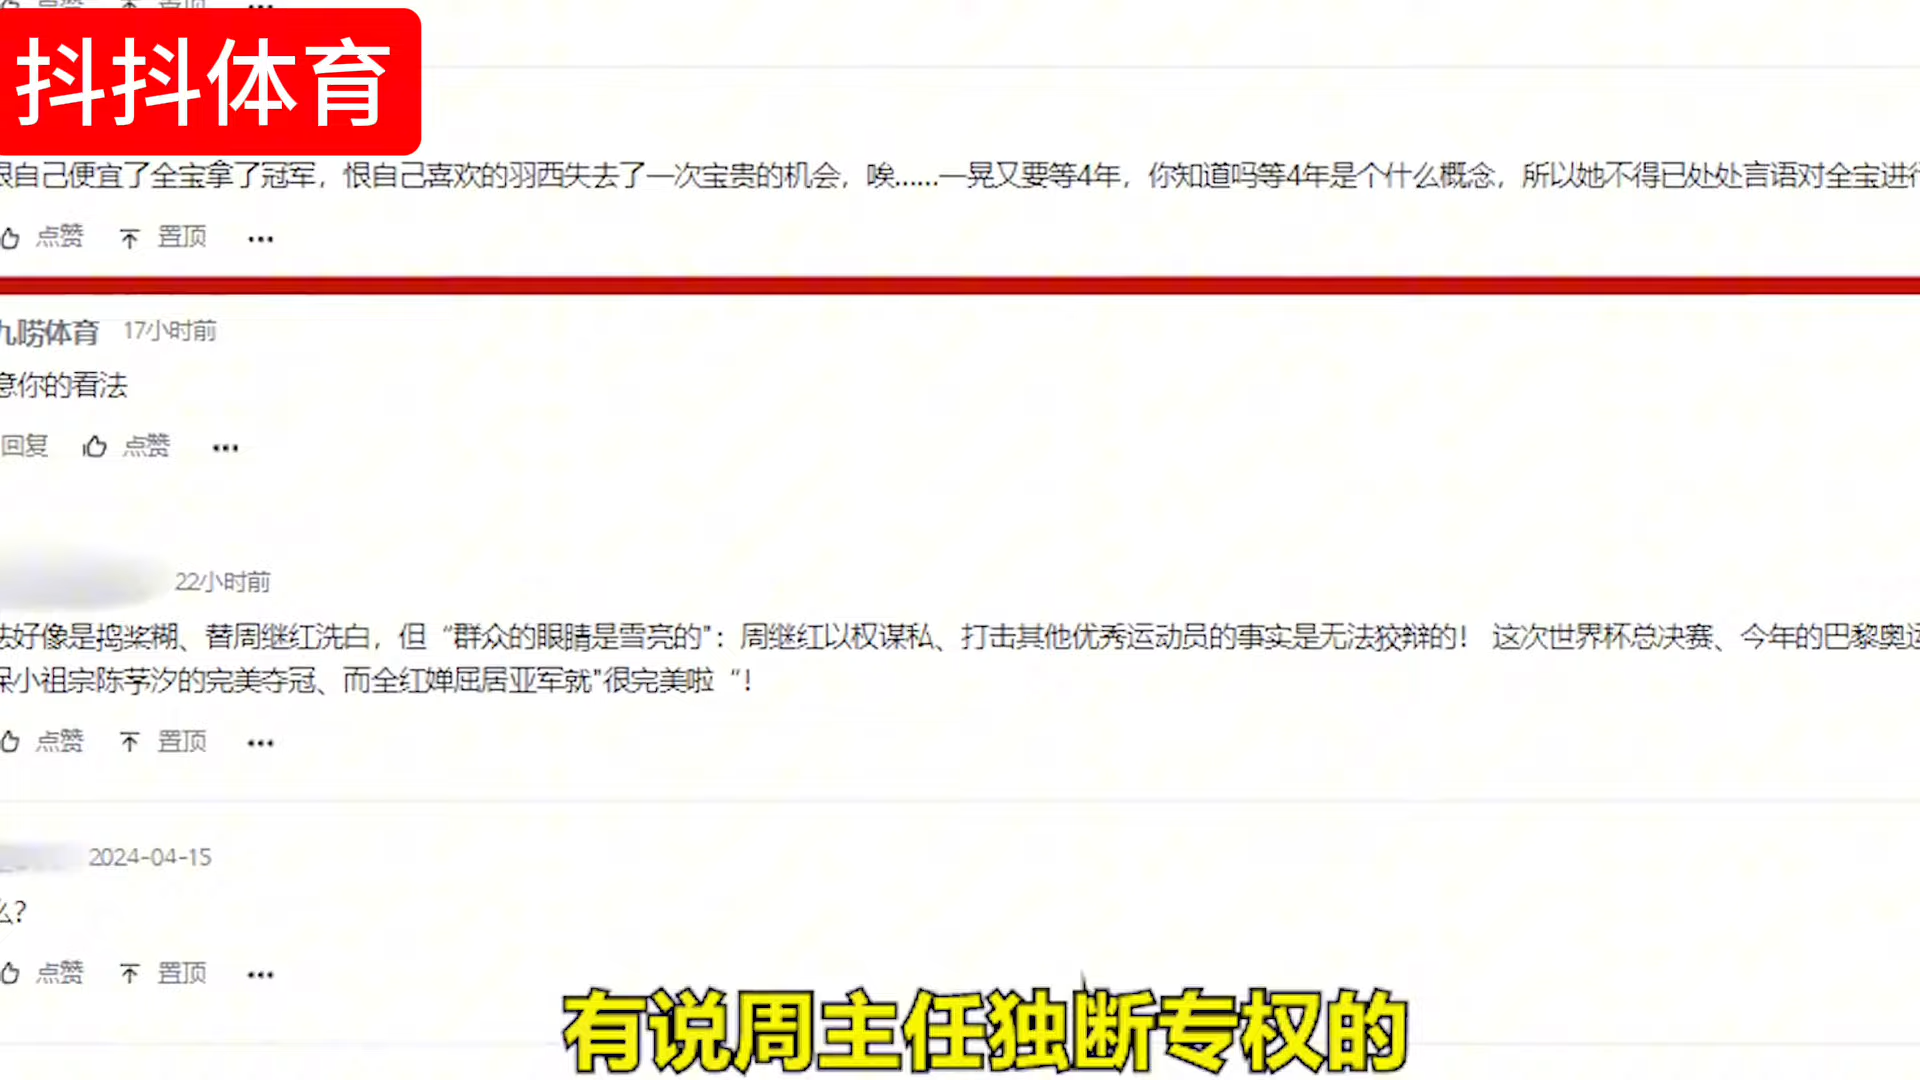 抖抖体育
恨自己便宜了全宝拿了冠军，恨自己喜欢的羽西失去了一次宝贵的机会，唉......一晃又要等4年，你知道吗等4年是个什么概念，所以她不得已处处言语对全宝进行
点赞 置顶 ...
九唠体育 17小时前
意你的看法
回复 点赞 ...
22小时前
法好像是捣桨糊、替周继红洗白，但“群众的眼睛是雪亮的"：周继红以权谋私、打击其他优秀运动员的事实是无法狡辩的！ 这次世界杯总决赛、今年的巴黎奥运
保小祖宗陈芋汐的完美夺冠、而全红婵屈居亚军就"很完美啦“！
点赞 置顶 ...
2024-04-15
么?
点赞 置顶 ...
有说周主任独断专权的